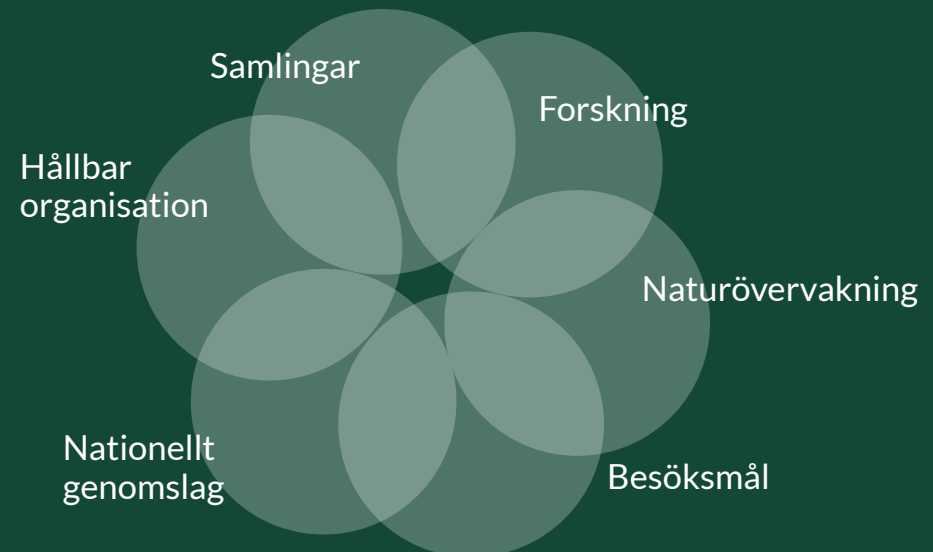 Samlingar
Forskning
Hållbar
organisation
Naturövervakning
Nationellt
genomslag
Besöksmål